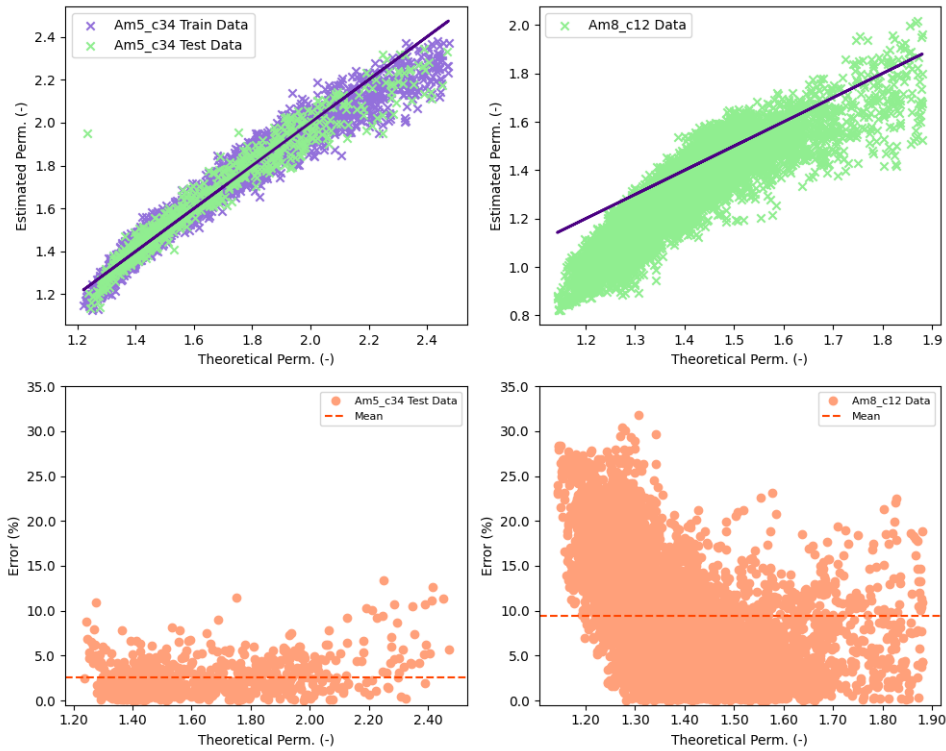 Am5_c34 Train Data
Am5_c34 Test Data
2.4
2.2
2.0
1.8
1.6
1.4
1.2
Estimated Perm. (-)
1.2 1.4 1.6 1.8 2.0 2.2 2.4
Theoretical Perm. (-)
Am8_c12 Data
2.0
1.8
1.6
1.4
1.2
1.0
0.8
Estimated Perm. (-)
1.2 1.3 1.4 1.5 1.6 1.7 1.8 1.9
Theoretical Perm. (-)
Am5_c34 Test Data
Mean
35.0
30.0
25.0
20.0
15.0
10.0
5.0
0.0
Error (%)
1.20 1.40 1.60 1.80 2.00 2.20 2.40
Theoretical Perm. (-)
Am8_c12 Data
Mean
35.0
30.0
25.0
20.0
15.0
10.0
5.0
0.0
Error (%)
1.20 1.30 1.40 1.50 1.60 1.70 1.80 1.90
Theoretical Perm. (-)